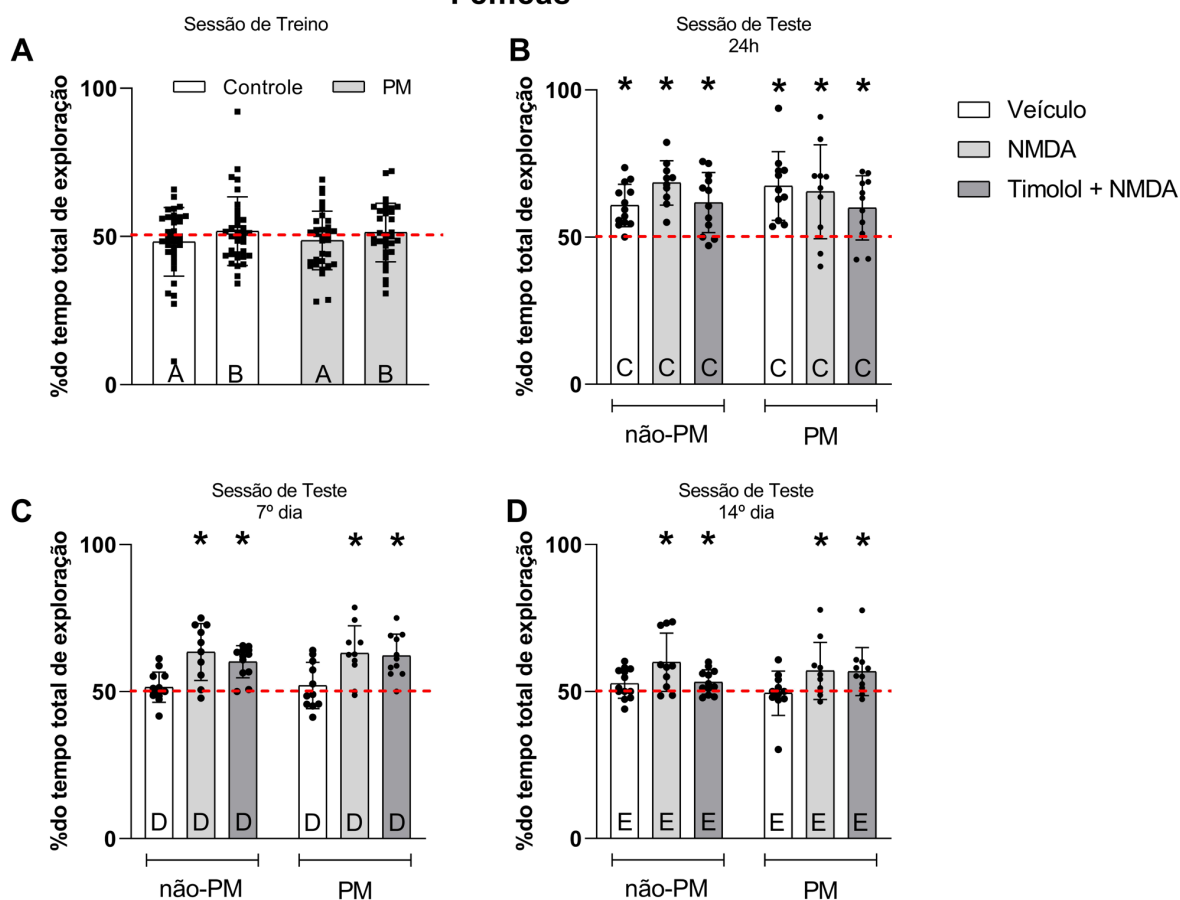 Sessão de Treino
A
%do tempo total de exploração
100
50
0
Controle
PM
A
B
A
B
Sessão de Teste
24h
B
%do tempo total de exploração
100
50
0
* * * * * *
C C C C C C
não-PM
PM
Veículo
NMDA
Timolol + NMDA
Sessão de Teste
7º dia
C
%do tempo total de exploração
100
50
0
* * * *
D D D D D D
não-PM
PM
Sessão de Teste
14º dia
D
%do tempo total de exploração
100
50
0
* * * *
E E E E E E
não-PM
PM